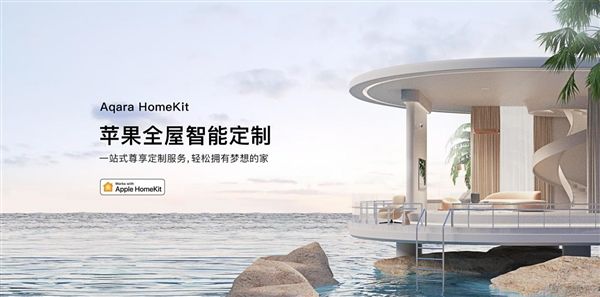 Aqara HomeKit
苹果全屋智能定制
一站式尊享定制服务,轻松拥有梦想的家
Works with
Apple HomeKit